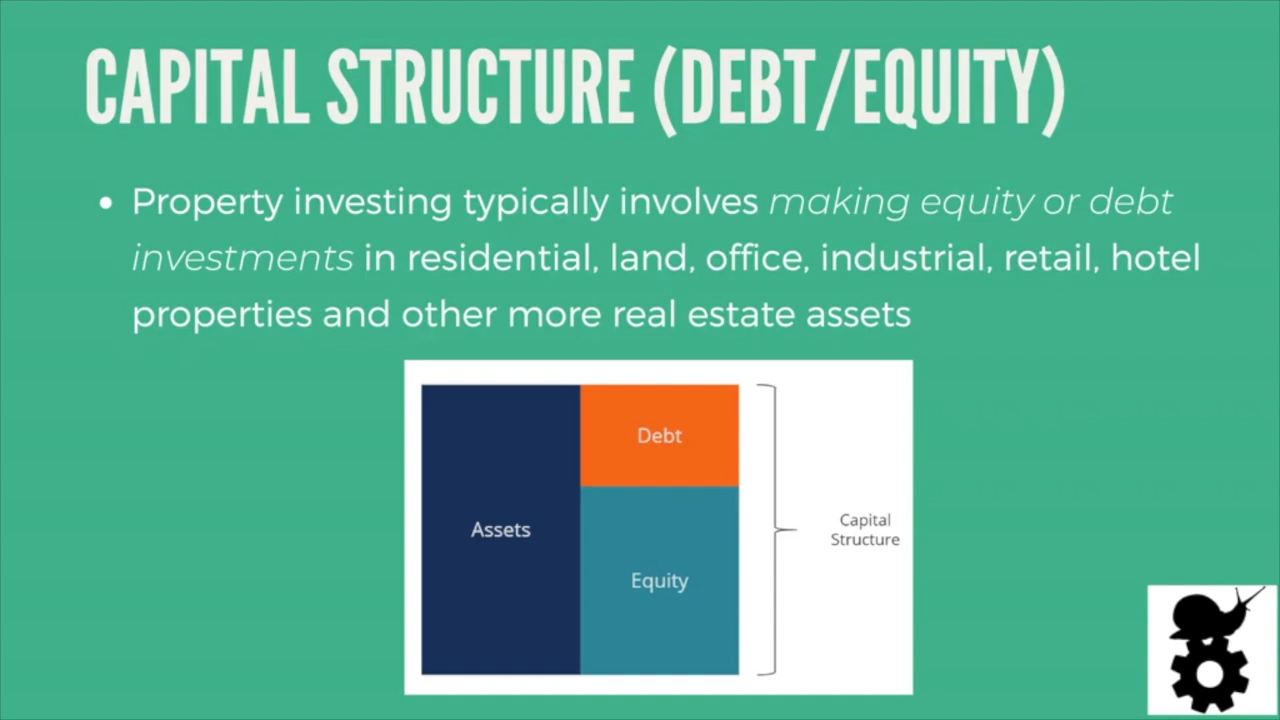 CAPITAL STRUCTURE (DEBT/EQUITY)
• Property investing typically involves making equity or debt
investments in residential, land, office, industrial, retail, hotel
properties and other more real estate assets
Assets
Debt
Equity
Capital
Structure